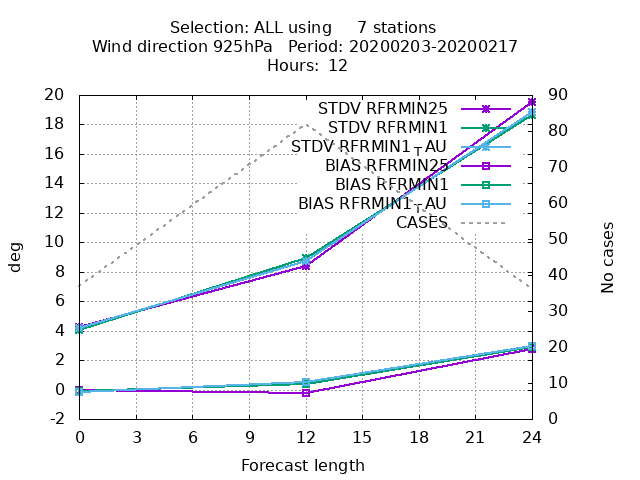 Selection: ALL using 7 stations
Wind direction 925hPa Period: 20200203-20200217
Hours: 12
deg
No cases
20
18
16
14
12
10
8
6
4
2
0
-2
90
80
70
60
50
40
30
20
10
0
STDV RFRMIN25
STDV RFRMIN1
STDV RFRMIN1TAU
BIAS RFRMIN25
BIAS RFRMIN1
BIAS RFRMIN1TAU
CASES
0 3 6 9 12 15 18 21 24
Forecast length